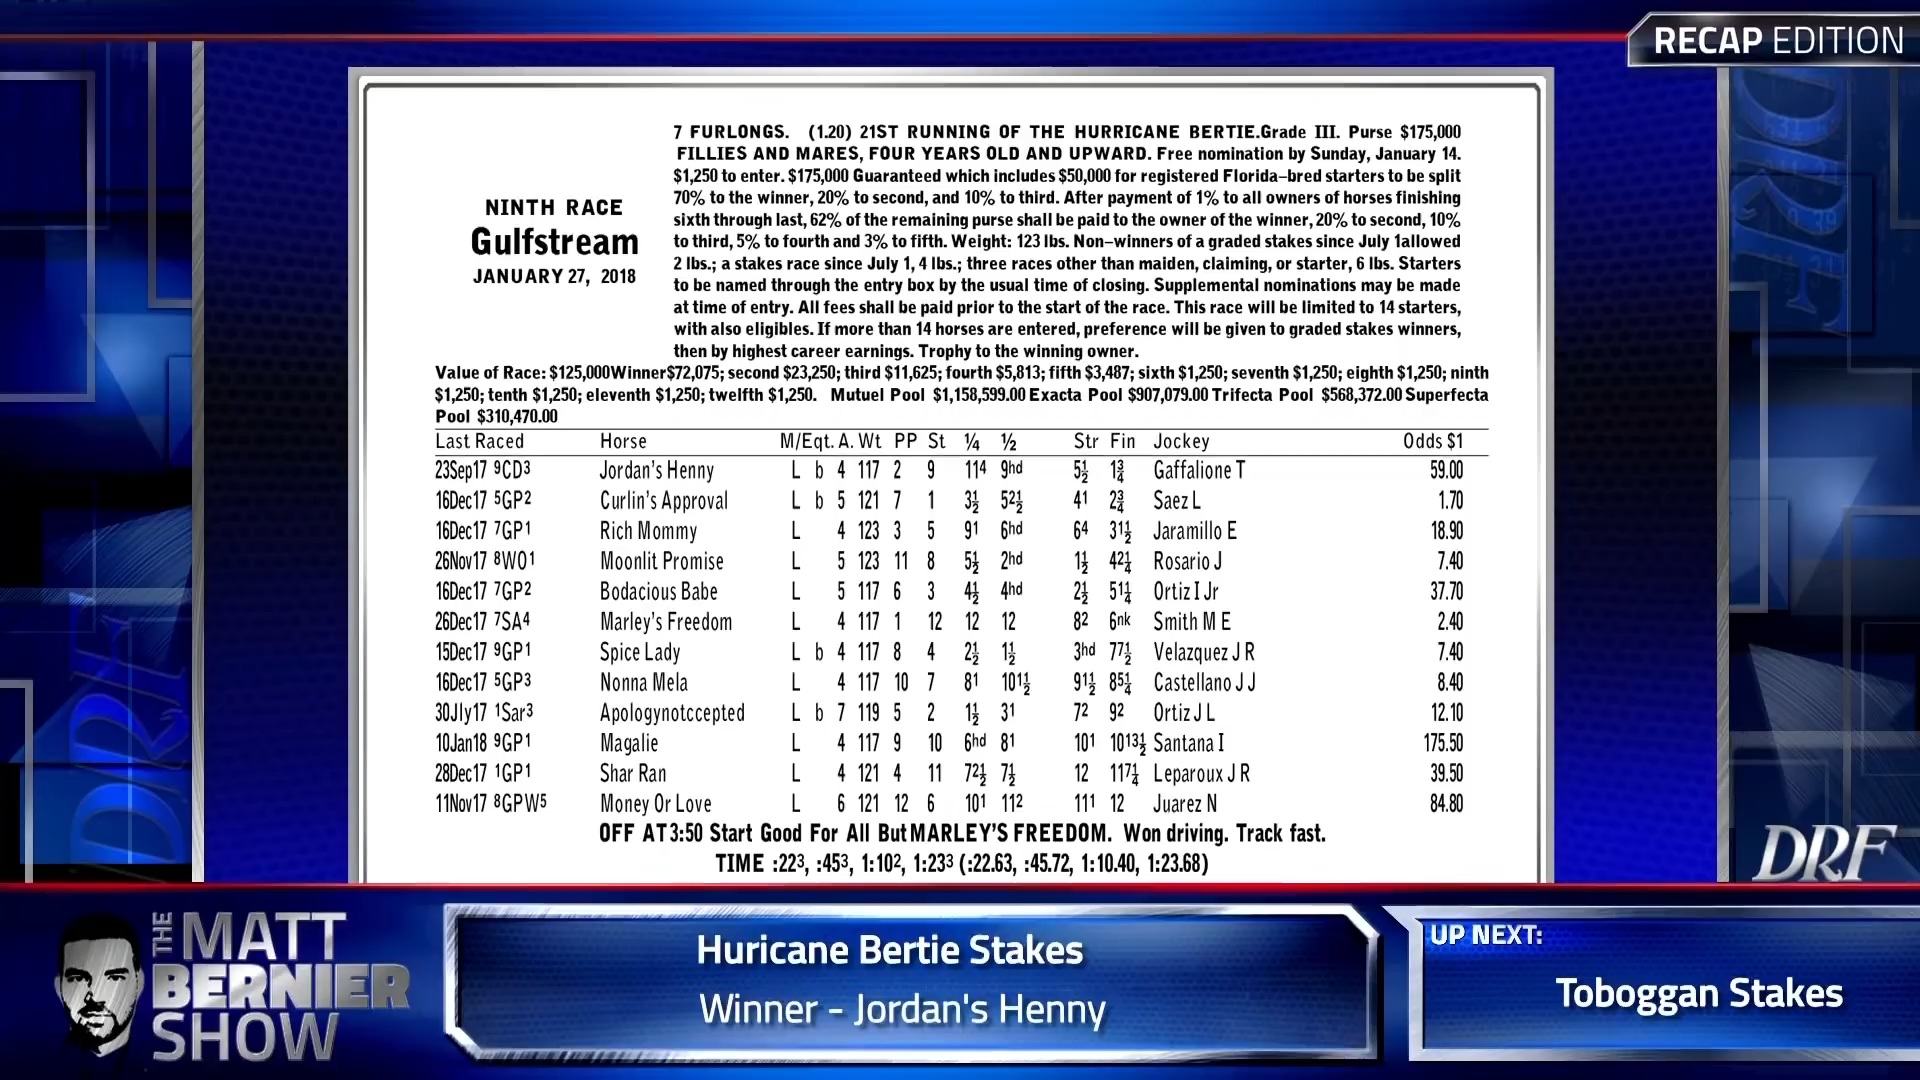 RECAP EDITION
7 FURLONGS. (1.20) 21ST RUNNING OF THE HURRICANE BERTIE.Grade III. Purse $175,000
FILLIES AND MARES, FOUR YEARS OLD AND UPWARD. Free nomination by Sunday, January 14.
$1,250 to enter. $175,000 Guaranteed which includes $50,000 for registered Florida-bred starters to be split
70% to the winner, 20% to second, and 10% to third. After payment of 1% to all owners of horses finishing
sixth through last, 62% of the remaining purse shall be paid to the owner of the winner, 20% to second, 10%
to third, 5% to fourth and 3% to fifth. Weight: 123 lbs. Non-winners of a graded stakes since July 1allowed
2 lbs.; a stakes race since July 1, 4 lbs.; three races other than maiden, claiming, or starter, 6 lbs. Starters
to be named through the entry box by the usual time of closing. Supplemental nominations may be made
at time of entry. All fees shall be paid prior to the start of the race. This race will be limited to 14 starters,
with also eligibles. If more than 14 horses are entered, preference will be given to graded stakes winners,
then by highest career earnings. Trophy to the winning owner.
NINTH RACE
Gulfstream
JANUARY 27, 2018
Value of Race: $125,000Winner$72,075; second $23,250; third $11,625; fourth $5,813; fifth $3,487; sixth $1,250; seventh $1,250; eighth $1,250; ninth
$1,250; tenth $1,250; eleventh $1,250; twelfth $1,250. Mutuel Pool $1,158,599.00 Exacta Pool $907,079.00 Trifecta Pool $568,372.00 Superfecta
Pool $310,470.00
Last Raced Horse M/Eqt. A. Wt PP St ¼ ½ Str Fin Jockey Odds $1
23Sep17 9CD3 Jordan's Henny L b 4 117 2 9 11⁴ 9hd 5½ 1¾ Gaffalione T 59.00
16Dec17 5GP2 Curlin's Approval L b 5 121 7 1 3½ 52½ 4¹ 2¾ Saez L 1.70
16Dec17 7GP1 Rich Mommy L 4 123 3 5 9¹ 6hd 6⁴ 31½ Jaramillo E 18.90
26Nov17 8WO1 Moonlit Promise L 5 123 11 8 5½ 2hd 1½ 42¼ Rosario J 7.40
16Dec17 7GP2 Bodacious Babe L 5 117 6 3 4½ 4hd 2½ 51¼ Ortiz I Jr 37.70
26Dec17 7SA4 Marley's Freedom L 4 117 1 12 12 12 8² 6nk Smith M E 2.40
15Dec17 9GP1 Spice Lady L b 4 117 8 4 2½ 1½ 3hd 77½ Velazquez J R 7.40
16Dec17 5GP3 Nonna Mela L 4 117 10 7 8¹ 101½ 91½ 85¼ Castellano J J 8.40
30Jly17 1Sar3 Apologynotccepted L b 7 119 5 2 1½ 3¹ 7² 9² Ortiz J L 12.10
10Jan18 9GP1 Magalie L 4 117 9 10 6hd 8¹ 10¹ 1013½ Santana I 175.50
28Dec17 1GP1 Shar Ran L 4 121 4 11 72½ 7½ 12 117¼ Leparoux J R 39.50
11Nov17 8GPW5 Money Or Love L 6 121 12 6 10¹ 11² 11¹ 12 Juarez N 84.80
OFF AT3:50 Start Good For All But MARLEY'S FREEDOM. Won driving. Track fast.
TIME :22³, :45³, 1:10², 1:23³ (:22.63, :45.72, 1:10.40, 1:23.68)
DRF
DRF
DRF
THE MATT
BERNIER
SHOW
Huricane Bertie Stakes
Winner - Jordan's Henny
UP NEXT:
Toboggan Stakes